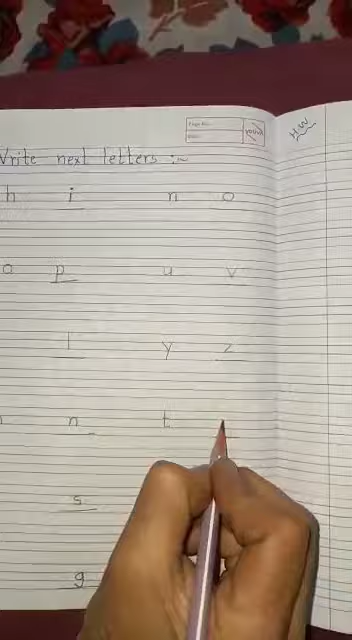 Write next letters :-
HW
h i n o
o p u v
l y z
n t
s
g